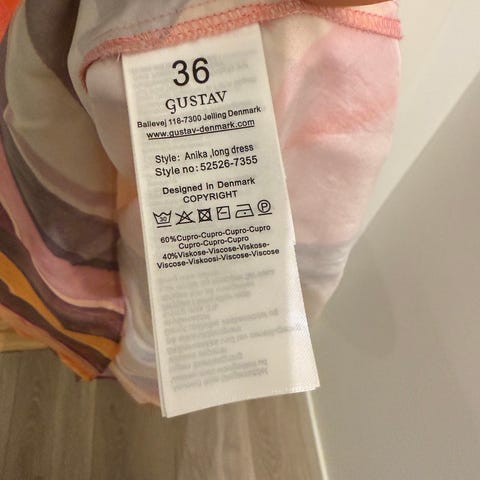 36
GUSTAV
Ballevej 118-7300 Jelling Denmark
www.gustav-denmark.com
Style: Anika ,long dress
Style no: 52526-7355
Designed in Denmark
COPYRIGHT
30 P
60%Cupro-Cupro-Cupro-Cupro
Cupro-Cupro-Cupro
40%Viskose-Viscose-Viskose-
Viscose-Viskoosi-Viscose-Viscose